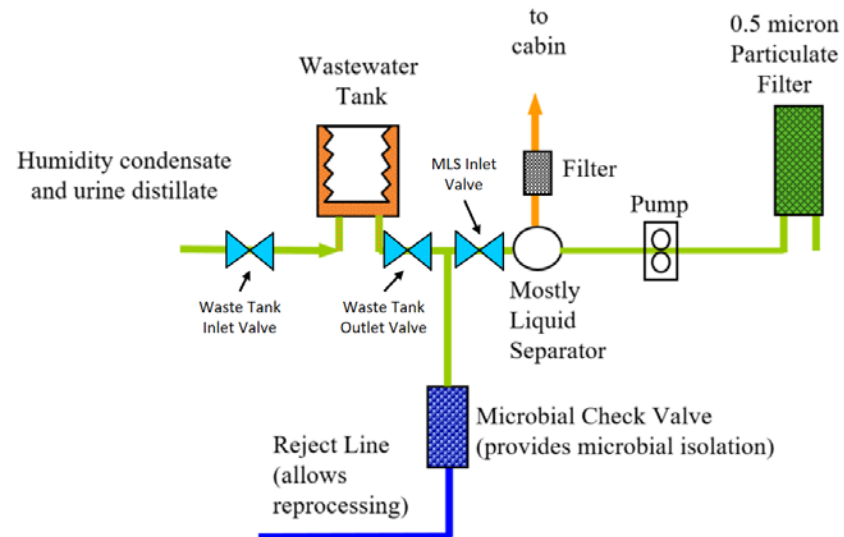 to
cabin
0.5 micron
Particulate
Filter
Wastewater
Tank
Humidity condensate
and urine distillate
MLS Inlet
Valve
Filter
Pump
Waste Tank
Inlet Valve
Waste Tank
Outlet Valve
Mostly
Liquid
Separator
Microbial Check Valve
(provides microbial isolation)
Reject Line
(allows
reprocessing)